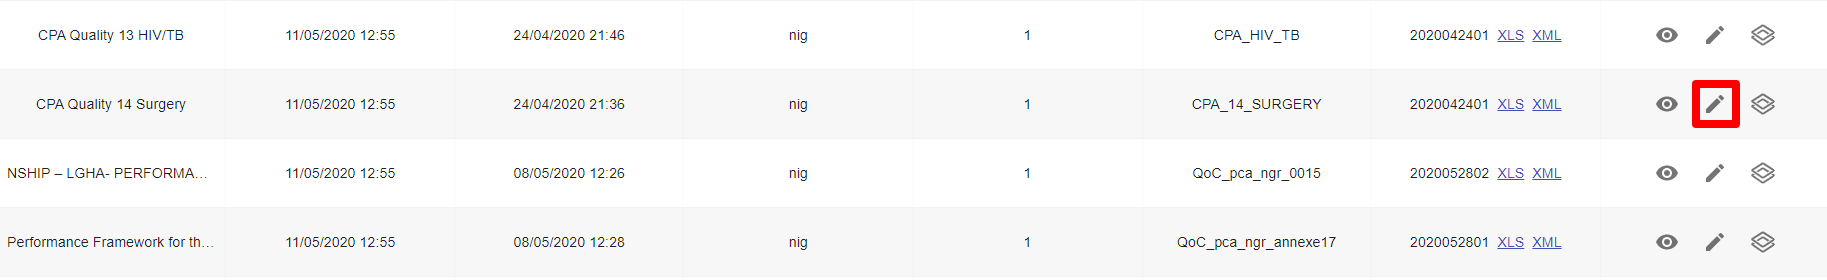 CPA Quality 13 HIV/TB 11/05/2020 12:55 24/04/2020 21:46 nig 1 CPA_HIV_TB 2020042401 XLS XML
CPA Quality 14 Surgery 11/05/2020 12:55 24/04/2020 21:36 nig 1 CPA_14_SURGERY 2020042401 XLS XML
NSHIP – LGHA- PERFORMA... 11/05/2020 12:55 08/05/2020 12:26 nig 1 QoC_pca_ngr_0015 2020052802 XLS XML
Performance Framework for th... 11/05/2020 12:55 08/05/2020 12:28 nig 1 QoC_pca_ngr_annexe17 2020052801 XLS XML